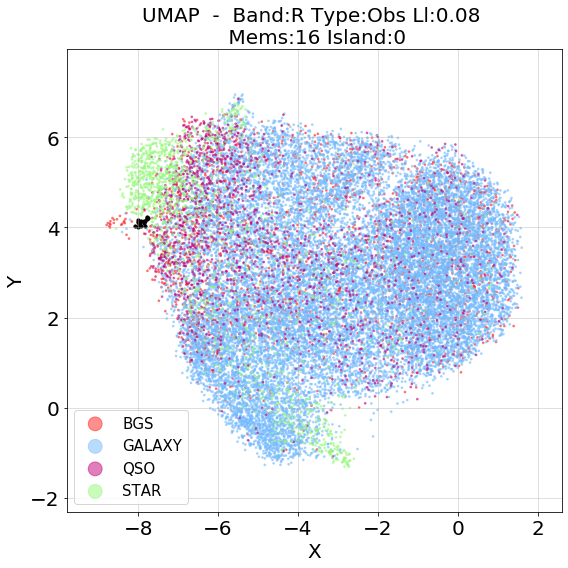 UMAP  -  Band:R Type:Obs Ll:0.08
Mems:16 Island:0
Y
6
4
2
0
−2
BGS
GALAXY
QSO
STAR
−8
−6
−4
−2
0
2
X